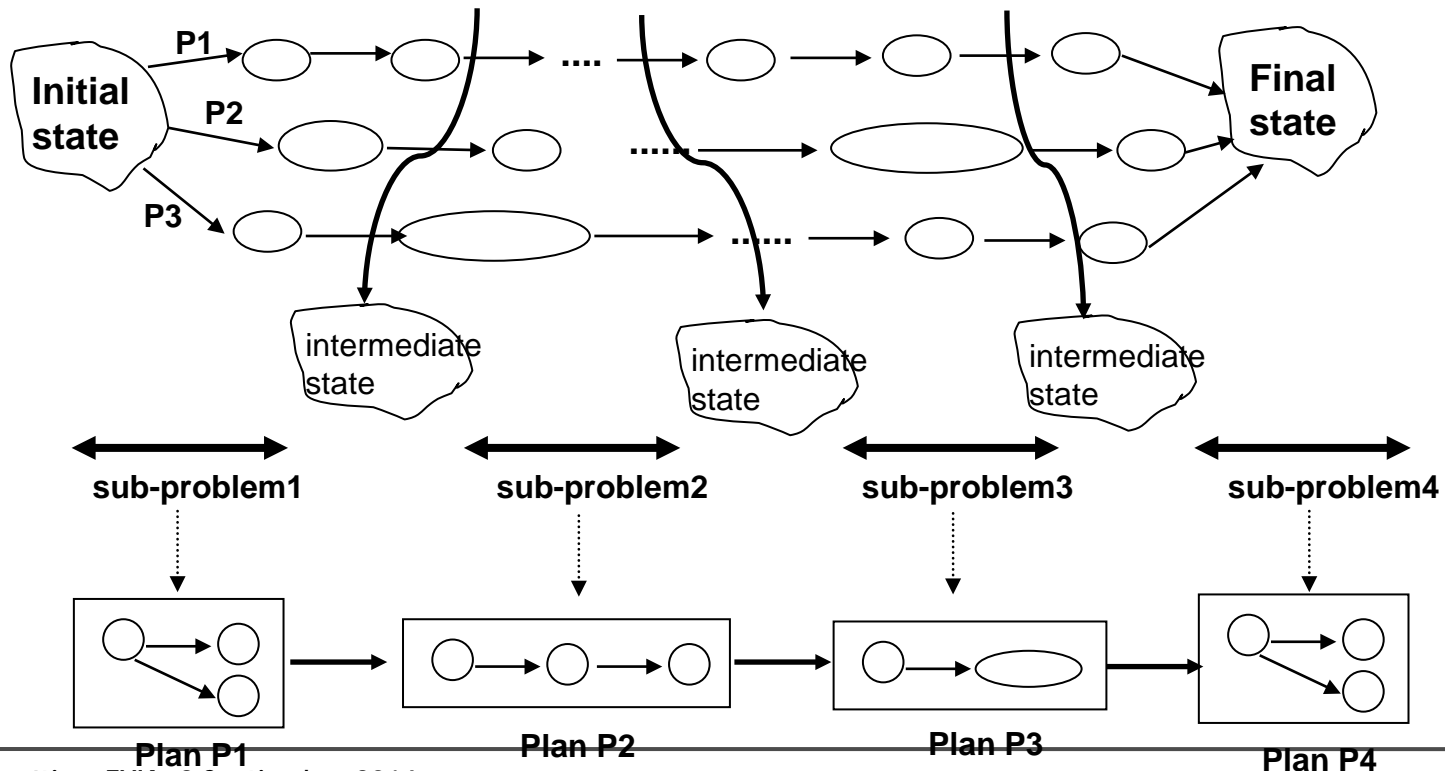 P1
....
Initial
state
Final
state
P2
......
P3
......
intermediate
state
intermediate
state
intermediate
state
sub-problem1
sub-problem2
sub-problem3
sub-problem4
Plan P1
Plan P2
Plan P3
Plan P4